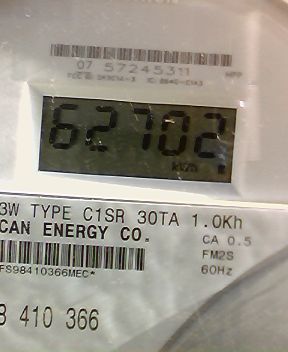 07 57245311
62702
kWh
3W TYPE C1SR 30TA 1.0Kh
CAN ENERGY CO.
CA 0.5
FM2S
60Hz
FS98410366MEC*
8 410 366